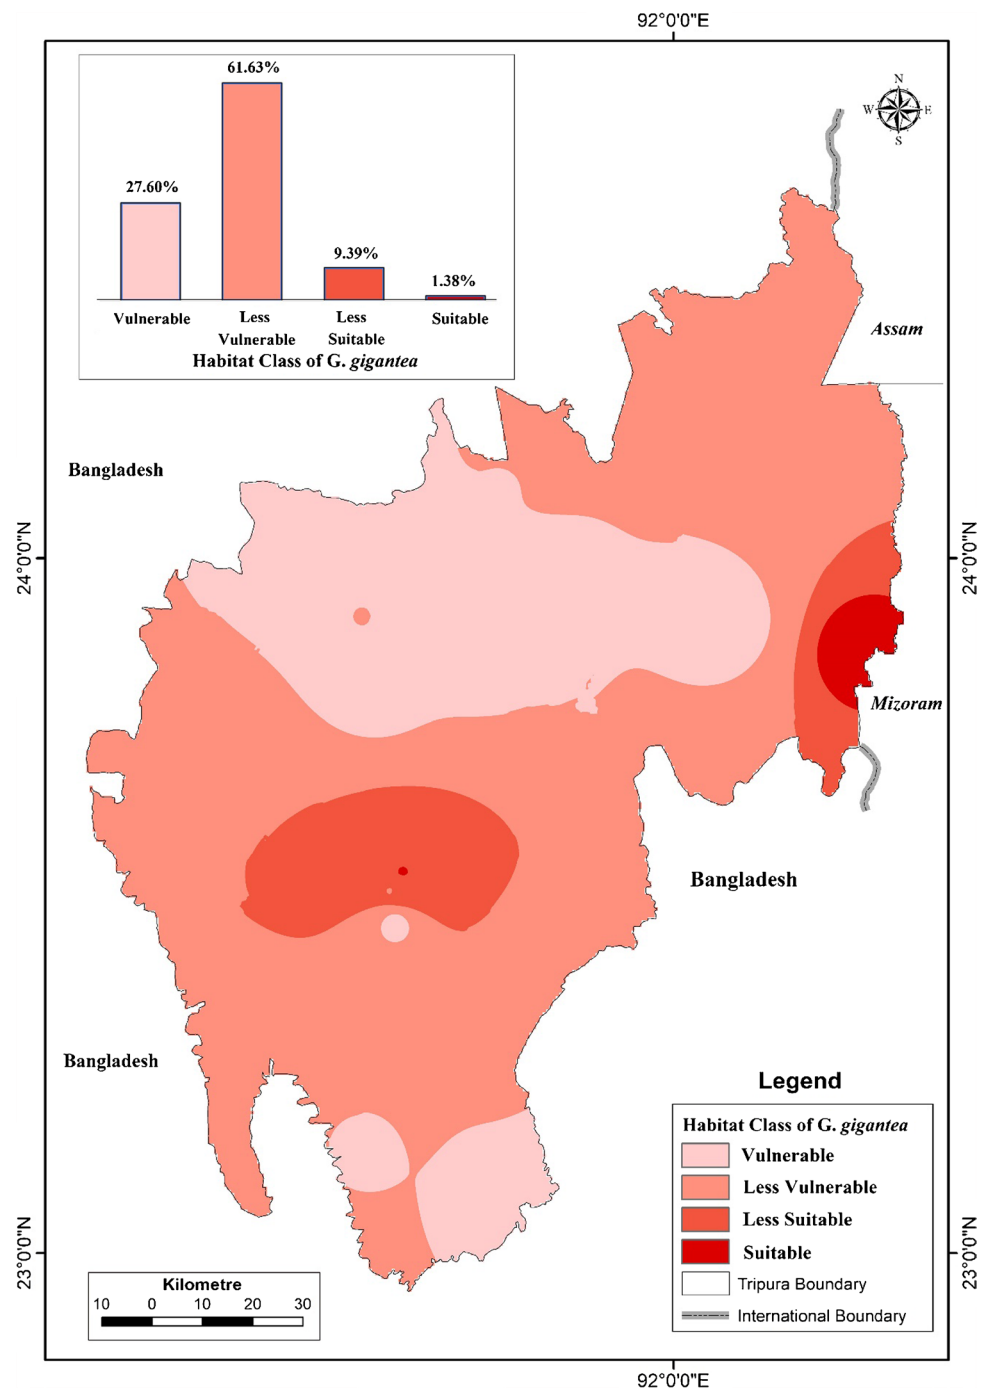 92°0'0"E
61.63%
27.60%
9.39%
1.38%
Vulnerable
Less
Vulnerable
Less
Suitable
Suitable
Habitat Class of G. gigantea
N
W
E
S
Assam
Bangladesh
24°0'0"N
24°0'0"N
Mizoram
Bangladesh
Bangladesh
Legend
Habitat Class of G. gigantea
Vulnerable
Less Vulnerable
Less Suitable
Suitable
Tripura Boundary
International Boundary
23°0'0"N
23°0'0"N
Kilometre
10 0 10 20 30
92°0'0"E